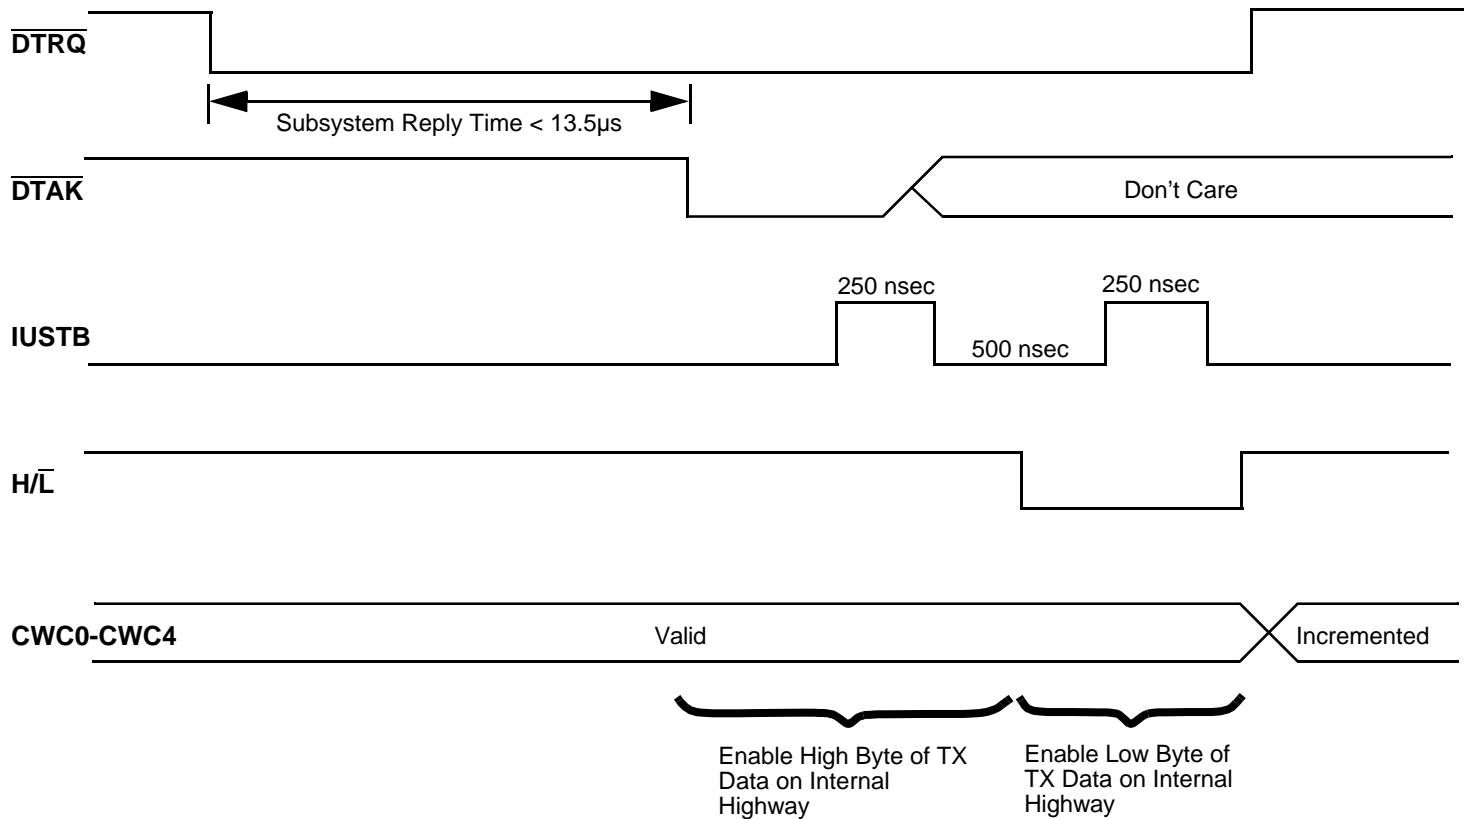 DTRQ
Subsystem Reply Time < 13.5µs
DTAK
Don't Care
250 nsec
250 nsec
IUSTB
500 nsec
H/L
CWC0-CWC4
Valid
Incremented
Enable High Byte of TX
Data on Internal
Highway
Enable Low Byte of
TX Data on Internal
Highway